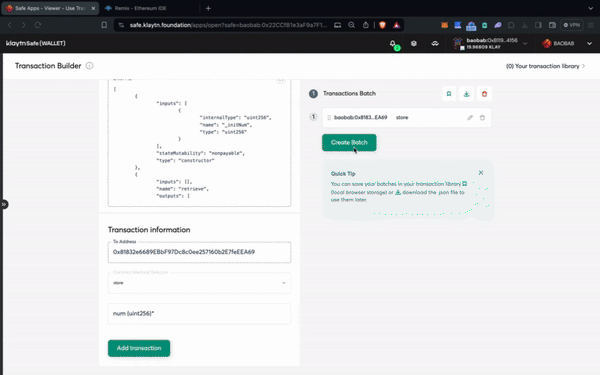 Safe Apps - Viewer - Use Tra
Remix - Ethereum IDE
safe.klaytn.foundation/apps/open?safe=baobab:0x22CCf91e3aF9a7F1...
VPN
klaytn Safe {WALLET}
baobab:0x6119...4156
19.96809 KLAY
BAOBAB
Transaction Builder
(0) Your transaction library
[
{
"inputs": [
{
"internalType": "uint256",
"name": "_initNum",
"type": "uint256"
}
],
"stateMutability": "nonpayable",
"type": "constructor"
},
{
"inputs": [],
"name": "retrieve",
"outputs": [
1 Transactions Batch
1 baobab:0x8183...EA69 store
Create Batch
Quick Tip
You can save your batches in your transaction library
(local browser storage) or download the .json file to
use them later.
Transaction information
To Address
0x81832e6689EBbF97Dc8c0ee257160b2E7feEEA69
Contract Method Selector
store
num (uint256)*
Add transaction